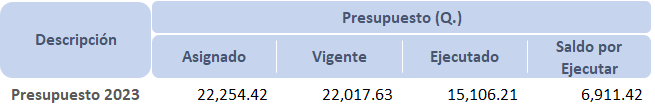 Descripción
Presupuesto (Q.)
Asignado Vigente Ejecutado Saldo por
Ejecutar
Presupuesto 2023 22,254.42 22,017.63 15,106.21 6,911.42